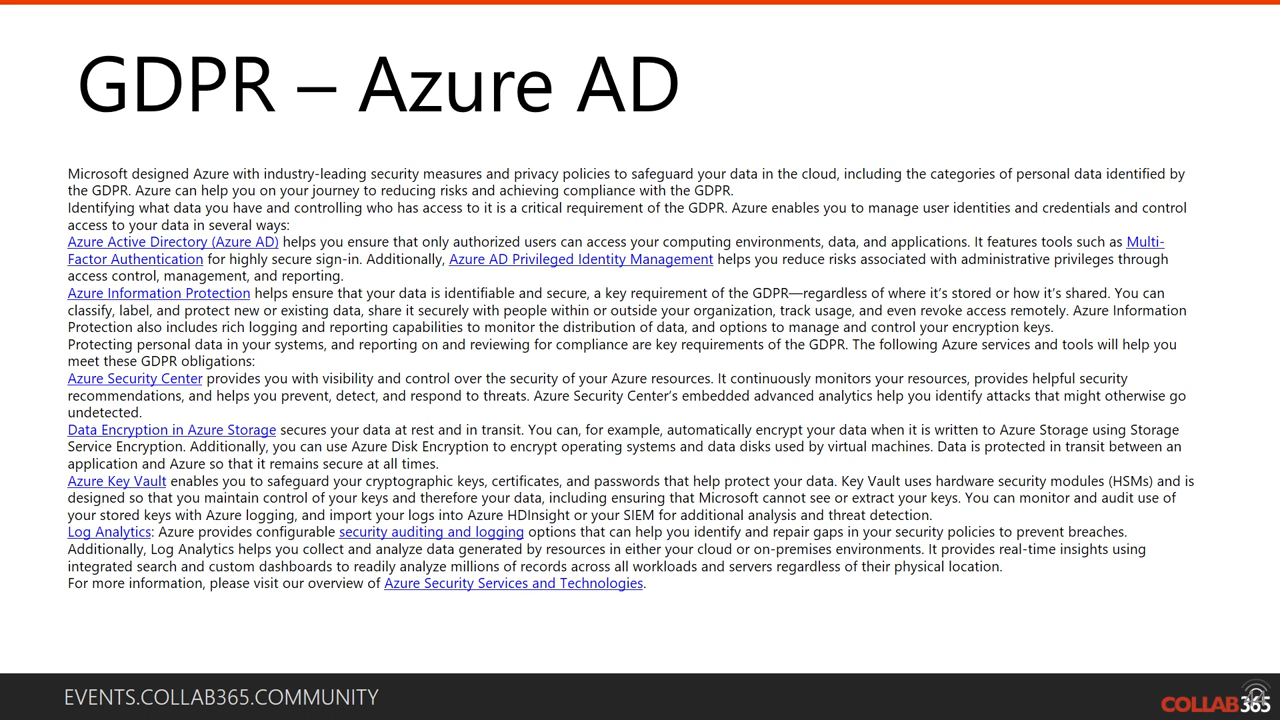 GDPR – Azure AD
Microsoft designed Azure with industry-leading security measures and privacy policies to safeguard your data in the cloud, including the categories of personal data identified by
the GDPR. Azure can help you on your journey to reducing risks and achieving compliance with the GDPR.
Identifying what data you have and controlling who has access to it is a critical requirement of the GDPR. Azure enables you to manage user identities and credentials and control
access to your data in several ways:
Azure Active Directory (Azure AD) helps you ensure that only authorized users can access your computing environments, data, and applications. It features tools such as Multi-
Factor Authentication for highly secure sign-in. Additionally, Azure AD Privileged Identity Management helps you reduce risks associated with administrative privileges through
access control, management, and reporting.
Azure Information Protection helps ensure that your data is identifiable and secure, a key requirement of the GDPR—regardless of where it's stored or how it's shared. You can
classify, label, and protect new or existing data, share it securely with people within or outside your organization, track usage, and even revoke access remotely. Azure Information
Protection also includes rich logging and reporting capabilities to monitor the distribution of data, and options to manage and control your encryption keys.
Protecting personal data in your systems, and reporting on and reviewing for compliance are key requirements of the GDPR. The following Azure services and tools will help you
meet these GDPR obligations:
Azure Security Center provides you with visibility and control over the security of your Azure resources. It continuously monitors your resources, provides helpful security
recommendations, and helps you prevent, detect, and respond to threats. Azure Security Center's embedded advanced analytics help you identify attacks that might otherwise go
undetected.
Data Encryption in Azure Storage secures your data at rest and in transit. You can, for example, automatically encrypt your data when it is written to Azure Storage using Storage
Service Encryption. Additionally, you can use Azure Disk Encryption to encrypt operating systems and data disks used by virtual machines. Data is protected in transit between an
application and Azure so that it remains secure at all times.
Azure Key Vault enables you to safeguard your cryptographic keys, certificates, and passwords that help protect your data. Key Vault uses hardware security modules (HSMs) and is
designed so that you maintain control of your keys and therefore your data, including ensuring that Microsoft cannot see or extract your keys. You can monitor and audit use of
your stored keys with Azure logging, and import your logs into Azure HDInsight or your SIEM for additional analysis and threat detection.
Log Analytics: Azure provides configurable security auditing and logging options that can help you identify and repair gaps in your security policies to prevent breaches.
Additionally, Log Analytics helps you collect and analyze data generated by resources in either your cloud or on-premises environments. It provides real-time insights using
integrated search and custom dashboards to readily analyze millions of records across all workloads and servers regardless of their physical location.
For more information, please visit our overview of Azure Security Services and Technologies.
EVENTS.COLLAB365.COMMUNITY
COLLAB365